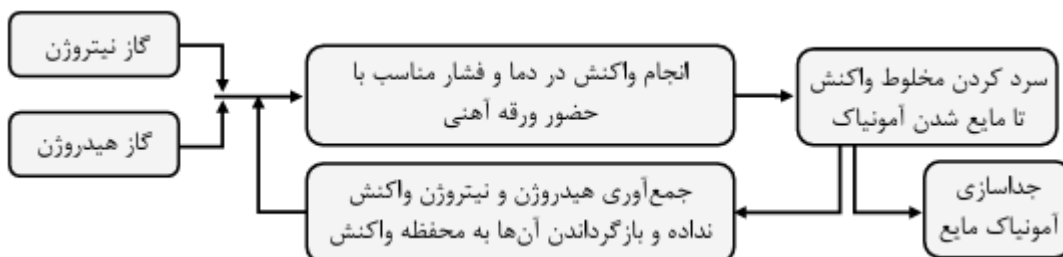 گاز نیتروژن
گاز هیدروژن
انجام واکنش در دما و فشار مناسب با
حضور ورقه آهنی
سرد کردن مخلوط واکنش
تا مایع شدن آمونیاک
جمع‌آوری هیدروژن و نیتروژن واکنش
نداده و بازگرداندن آن‌ها به محفظه واکنش
جداسازی
آمونیاک مایع